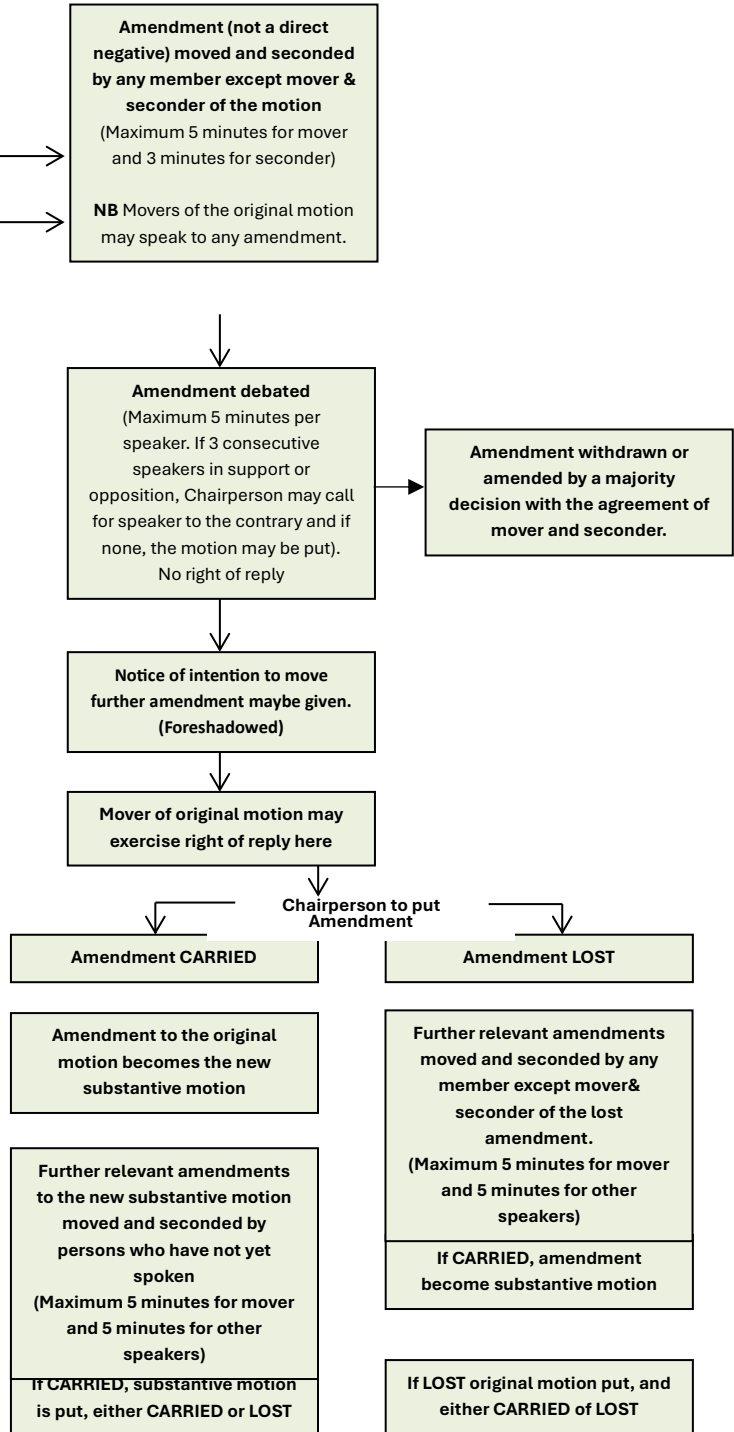 Amendment (not a direct
negative) moved and seconded
by any member except mover &
seconder of the motion
(Maximum 5 minutes for mover
and 3 minutes for seconder)
NB Movers of the original motion
may speak to any amendment.
Amendment debated
(Maximum 5 minutes per
speaker. If 3 consecutive
speakers in support or
opposition, Chairperson may call
for speaker to the contrary and if
none, the motion may be put).
No right of reply
Amendment withdrawn or
amended by a majority
decision with the agreement of
mover and seconder.
Notice of intention to move
further amendment maybe given.
(Foreshadowed)
Mover of original motion may
exercise right of reply here
Chairperson to put
Amendment
Amendment CARRIED
Amendment to the original
motion becomes the new
substantive motion
Further relevant amendments
to the new substantive motion
moved and seconded by
persons who have not yet
spoken
(Maximum 5 minutes for mover
and 5 minutes for other
speakers)
If CARRIED, substantive motion
is put, either CARRIED or LOST
Amendment LOST
Further relevant amendments
moved and seconded by any
member except mover&
seconder of the lost
amendment.
(Maximum 5 minutes for mover
and 5 minutes for other
speakers)
If CARRIED, amendment
become substantive motion
If LOST original motion put, and
either CARRIED of LOST